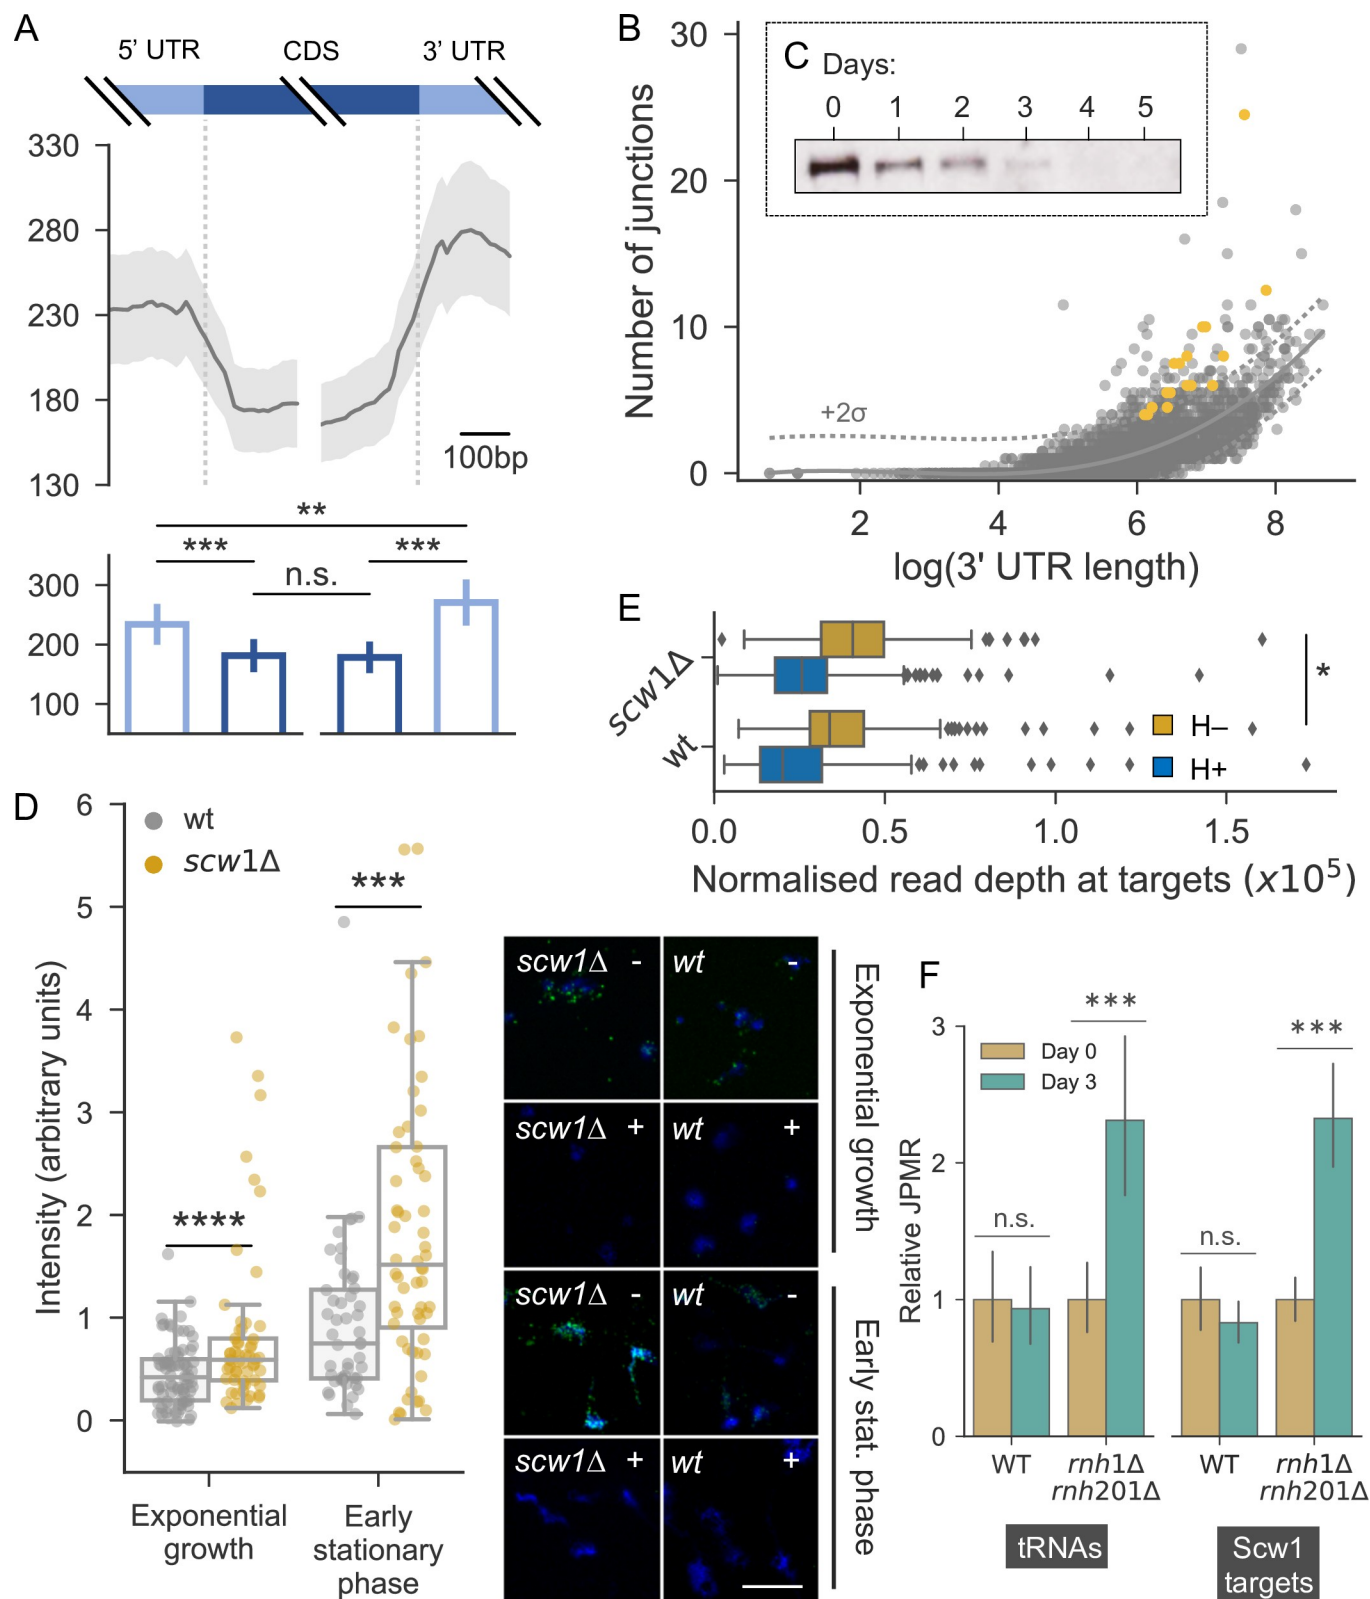 A
5’ UTR CDS 3’ UTR
330
280
230
180
130
100bp
**
*** ***
n.s.
300
200
100
B
30
20
10
0
Number of junctions
+2σ
2 4 6 8
log(3' UTR length)
C Days:
0 1 2 3 4 5
E
scw1Δ
wt
*
H–
H+
0.0 0.5 1.0 1.5
Normalised read depth at targets (x10⁵)
D
6
5
4
3
2
1
0
Intensity (arbitrary units)
wt
scw1Δ
***
****
Exponential
growth
Early
stationary
phase
scw1Δ - wt -
scw1Δ + wt +
scw1Δ - wt -
scw1Δ + wt +
Exponential growth
Early stat. phase
F
3
2
1
0
Relative JPMR
Day 0
Day 3
***
***
n.s.
n.s.
WT rnh1Δ WT rnh1Δ
rnh201Δ rnh201Δ
tRNAs
Scw1
targets